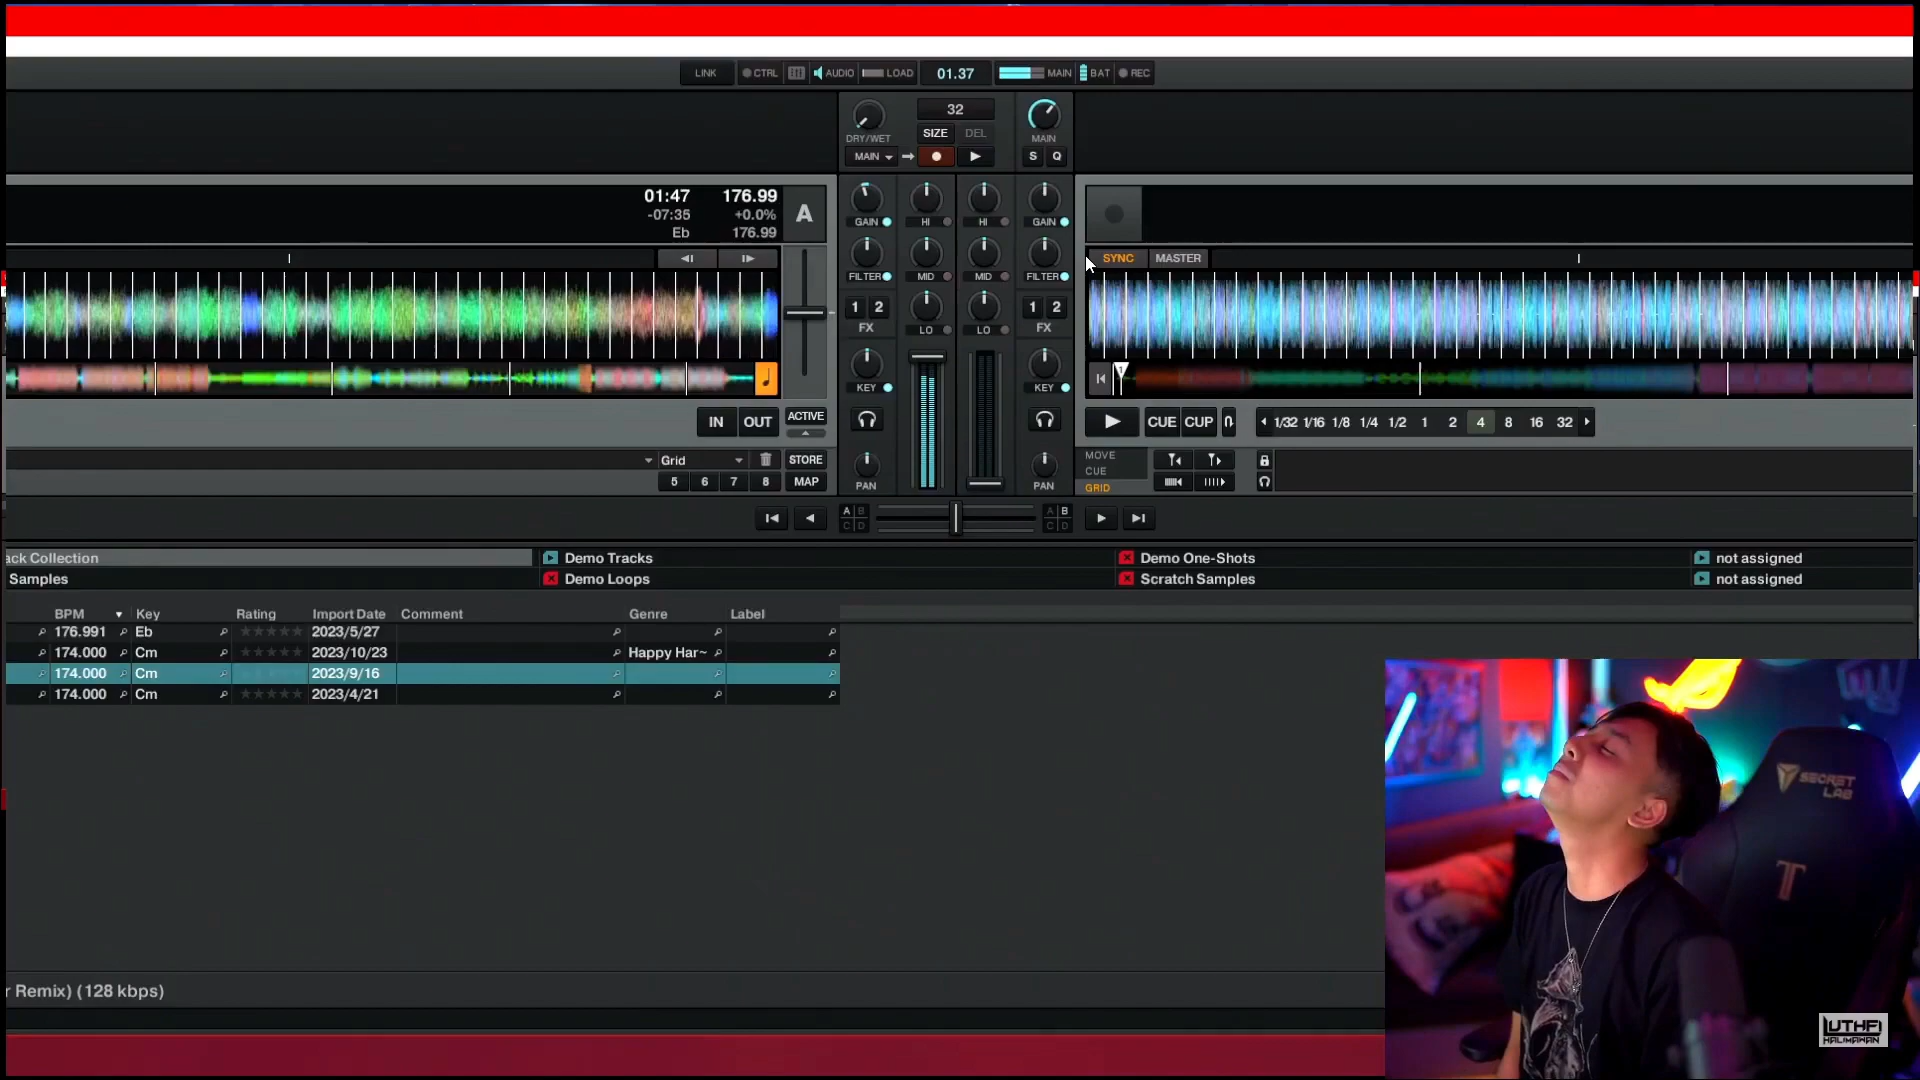 LINK CTRL AUDIO LOAD 01.37 MAIN BAT REC
32
DRY/WET SIZE DEL MAIN
MAIN S Q
01:47 176.99
-07:35 +0.0%
Eb 176.99
A
GAIN HI HI GAIN
SYNC MASTER
FILTER MID MID FILTER
1 2 1 2
FX LO LO FX
KEY KEY
IN OUT ACTIVE
CUE CUP 1/32 1/16 1/8 1/4 1/2 1 2 4 8 16 32
Grid STORE
5 6 7 8 MAP
PAN PAN
MOVE
CUE
GRID
A B A B
C D C D
ack Collection Demo Tracks Demo One-Shots not assigned
Samples Demo Loops Scratch Samples not assigned
BPM Key Rating Import Date Comment Genre Label
176.991 Eb 2023/5/27
174.000 Cm 2023/10/23 Happy Har~
174.000 Cm 2023/9/16
174.000 Cm 2023/4/21
r Remix) (128 kbps)
SECRET
LAB
T
LUTHFI
HALIMAWAN